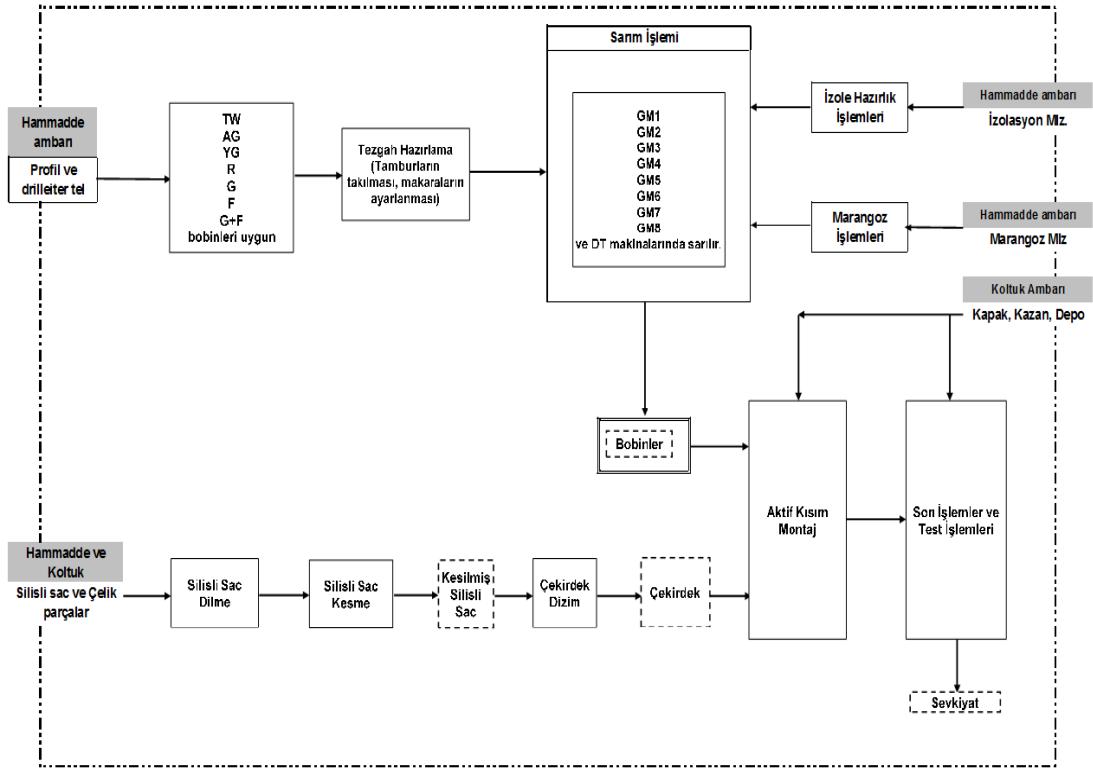 Sarım İşlemi
Hammadde
ambarı
Profil ve
drilleiter tel
TW
AG
YG
R
G
F
G+F
bobinleri uygun
Tezgah Hazırlama
(Tamburların
takılması, makaraların
ayarlanması)
GM1
GM2
GM3
GM4
GM5
GM6
GM7
GM8
ve DT makinalarında sarılır.
İzole Hazırlık
İşlemleri
Hammadde ambarı
İzolasyon Mlz.
Marangoz
İşlemleri
Hammadde ambarı
Marangoz Mlz
Koltuk Ambarı
Kapak, Kazan, Depo
Bobinler
Aktif Kısım
Montaj
Son İşlemler ve
Test İşlemleri
Hammadde ve
Koltuk
Silisli sac ve Çelik
parçalar
Silisli Sac
Dilme
Silisli Sac
Kesme
Kesilmiş
Silisli
Sac
Çekirdek
Dizim
Çekirdek
Sevkiyat